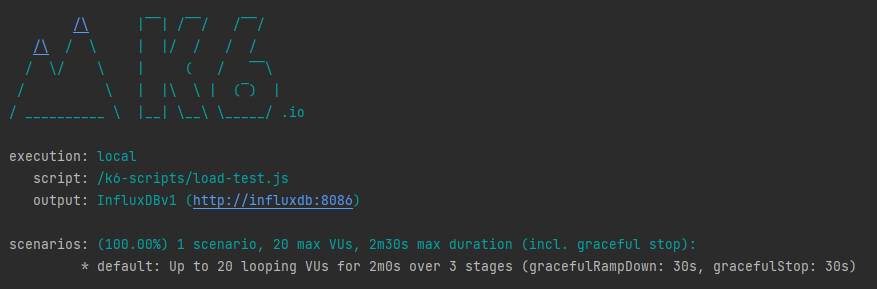 /\      |‾‾| /‾‾/   /‾‾/
     /\  /  \     |  |/  /   /  /
    /  \/    \    |     (   /   ‾‾\
   /          \   |  |\  \ |  (‾)  |
  / __________ \  |__| \__\ \_____/ .io
execution: local
script: /k6-scripts/load-test.js
output: InfluxDBv1 (http://influxdb:8086)
scenarios: (100.00%) 1 scenario, 20 max VUs, 2m30s max duration (incl. graceful stop):
* default: Up to 20 looping VUs for 2m0s over 3 stages (gracefulRampDown: 30s, gracefulStop: 30s)